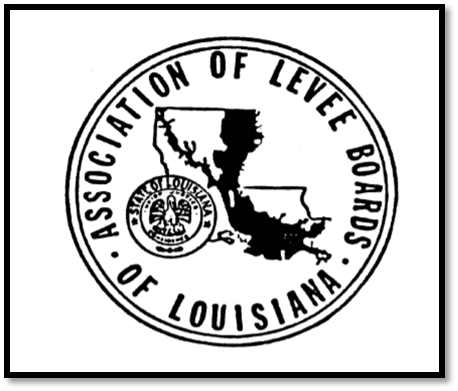 ASSOCIATION OF LEVEE BOARDS
· OF LOUISIANA ·
STATE OF LOUISIANA